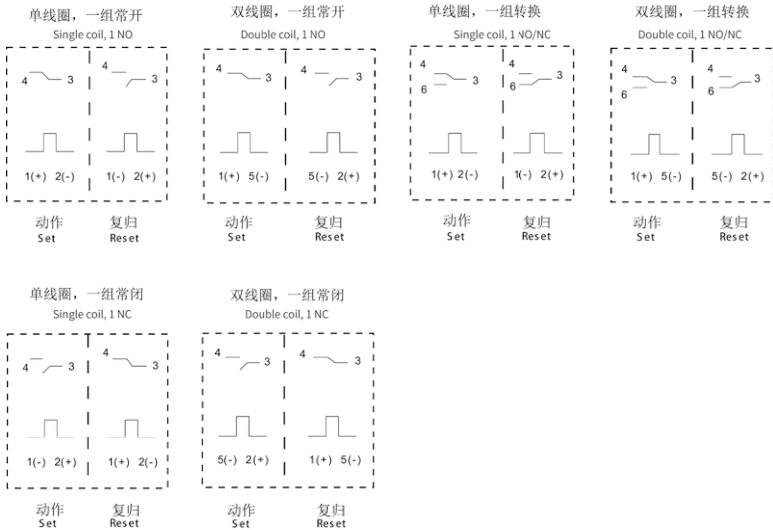 单线圈，一组常开
Single coil, 1 NO
4 3 4 3
1(+) 2(-) 1(-) 2(+)
动作 复归
Set Reset
双线圈，一组常开
Double coil, 1 NO
4 3 4 3
1(+) 5(-) 5(-) 2(+)
动作 复归
Set Reset
单线圈，一组转换
Single coil, 1 NO/NC
4 3 4 3
6 6
1(+) 2(-) 1(-) 2(+)
动作 复归
Set Reset
双线圈，一组转换
Double coil, 1 NO/NC
4 3 4 3
6 6
1(+) 5(-) 5(-) 2(+)
动作 复归
Set Reset
单线圈，一组常闭
Single coil, 1 NC
4 3 4 3
1(-) 2(+) 1(+) 2(-)
动作 复归
Set Reset
双线圈，一组常闭
Double coil, 1 NC
4 3 4 3
5(-) 2(+) 1(+) 5(-)
动作 复归
Set Reset